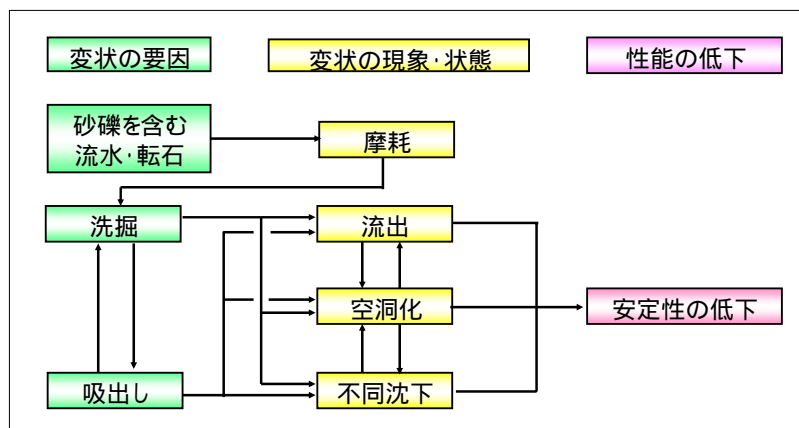 変状の要因
変状の現象・状態
性能の低下
砂礫を含む
流水・転石
摩耗
洗掘
流出
空洞化
安定性の低下
吸出し
不同沈下